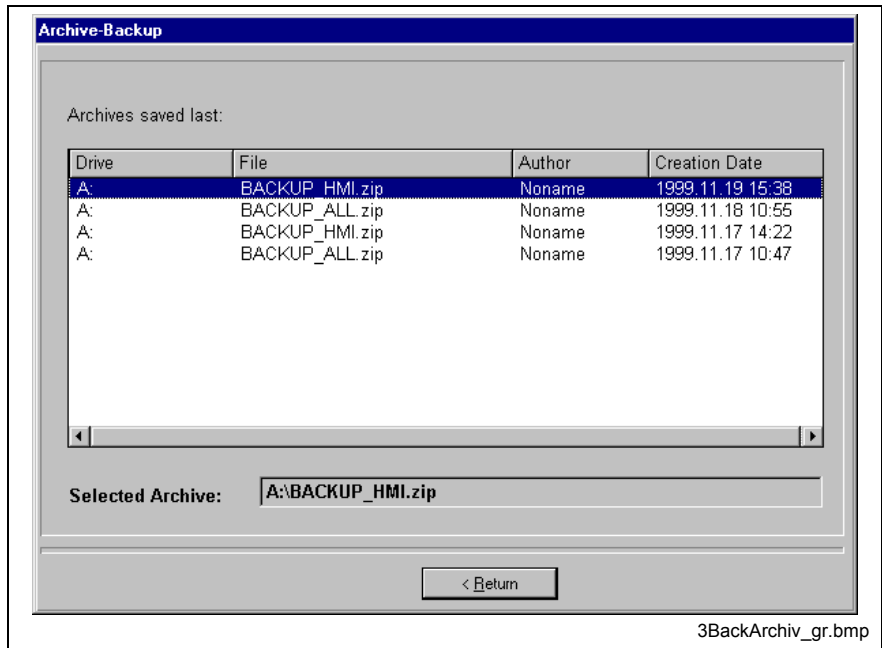 Archive-Backup
Archives saved last:
Drive File Author Creation Date
A: BACKUP_HMI.zip Noname 1999.11.19 15:38
A: BACKUP_ALL.zip Noname 1999.11.18 10:55
A: BACKUP_HMI.zip Noname 1999.11.17 14:22
A: BACKUP_ALL.zip Noname 1999.11.17 10:47
Selected Archive: A:\BACKUP_HMI.zip
< Return
3BackArchiv_gr.bmp